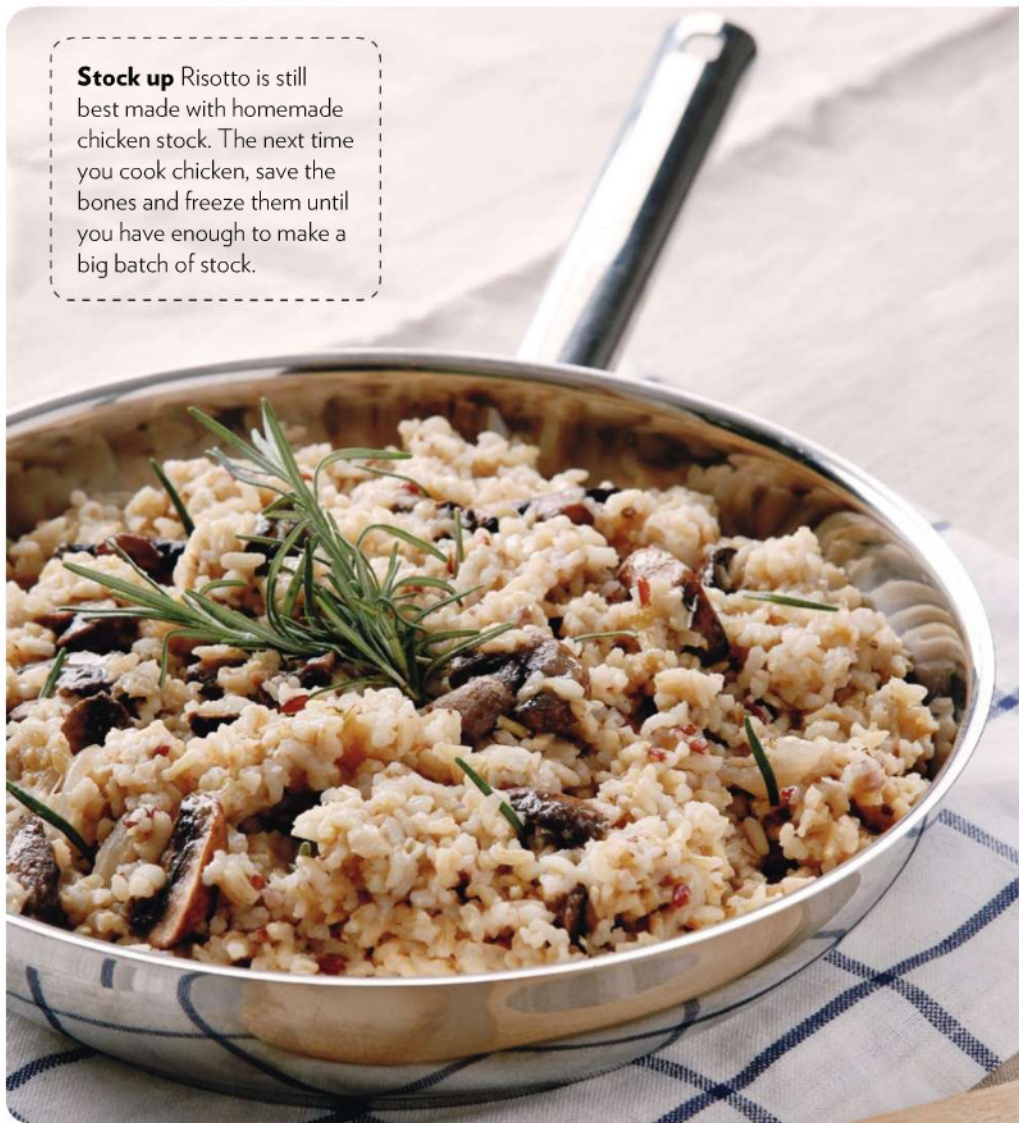 Stock up Risotto is still
best made with homemade
chicken stock. The next time
you cook chicken, save the
bones and freeze them until
you have enough to make a
big batch of stock.